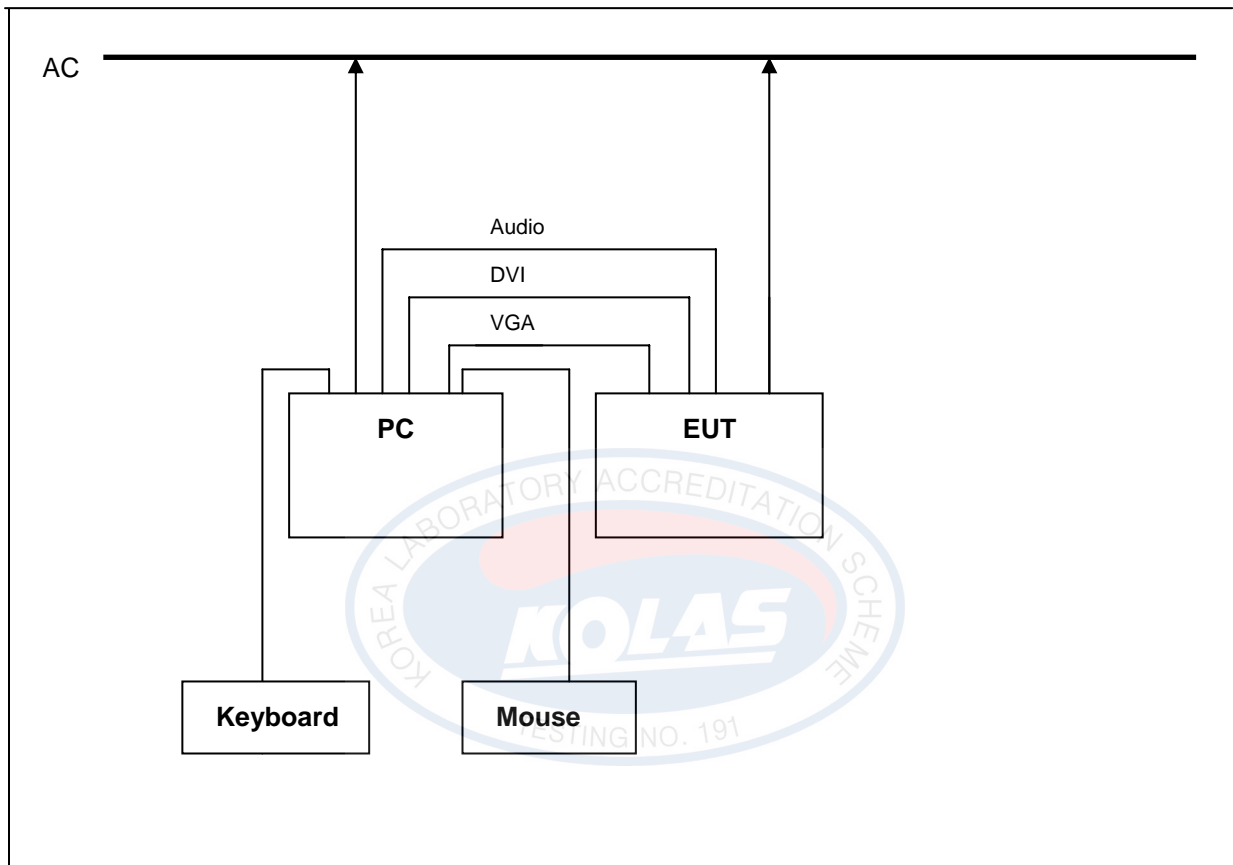 AC
Audio
DVI
VGA
PC EUT
KOREA LABORATORY ACCREDITATION SCHEME
KOLAS
Keyboard Mouse
TESTING NO. 191